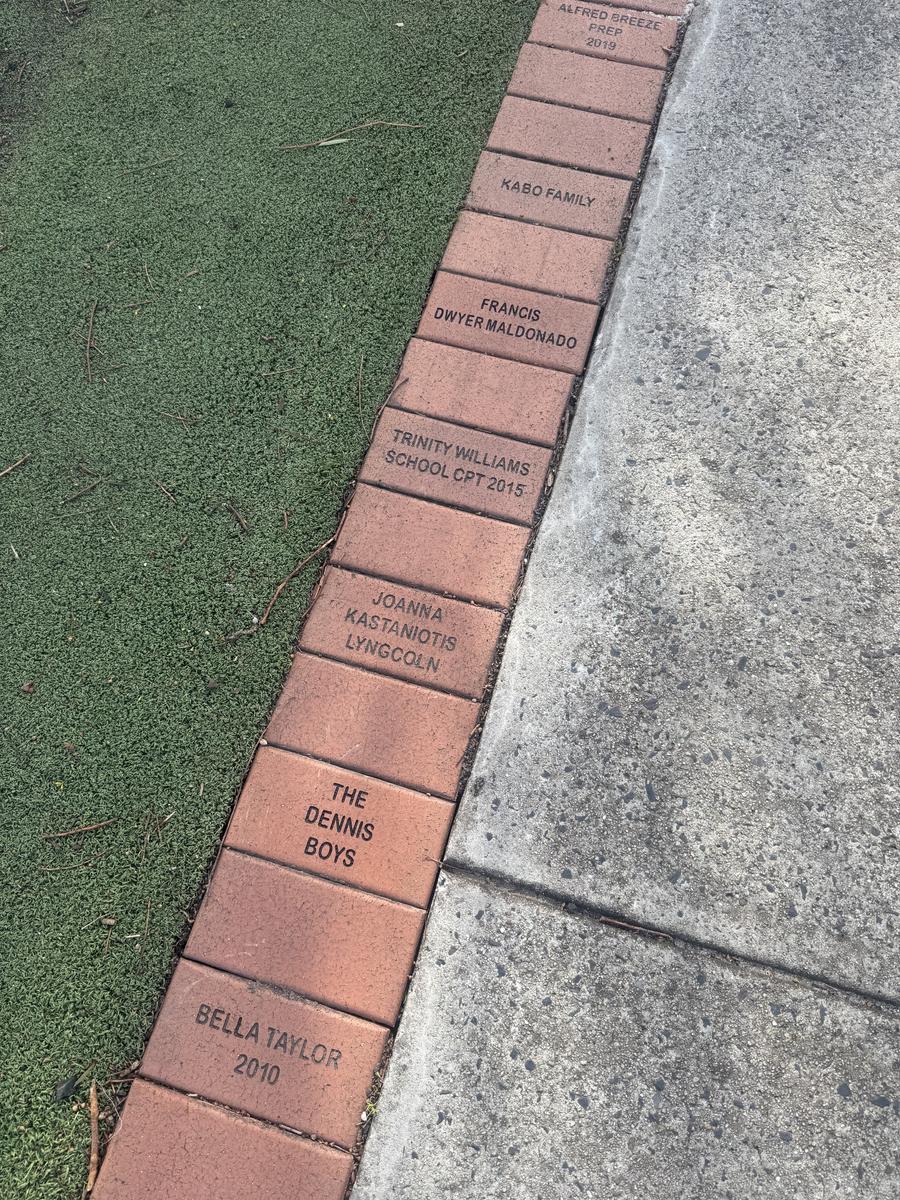 ALFRED BREEZE
PREP
2019
KABO FAMILY
FRANCIS
DWYER MALDONADO
TRINITY WILLIAMS
SCHOOL CPT 2015
JOANNA
KASTANIOTIS
LYNGCOLN
THE
DENNIS
BOYS
BELLA TAYLOR
2010